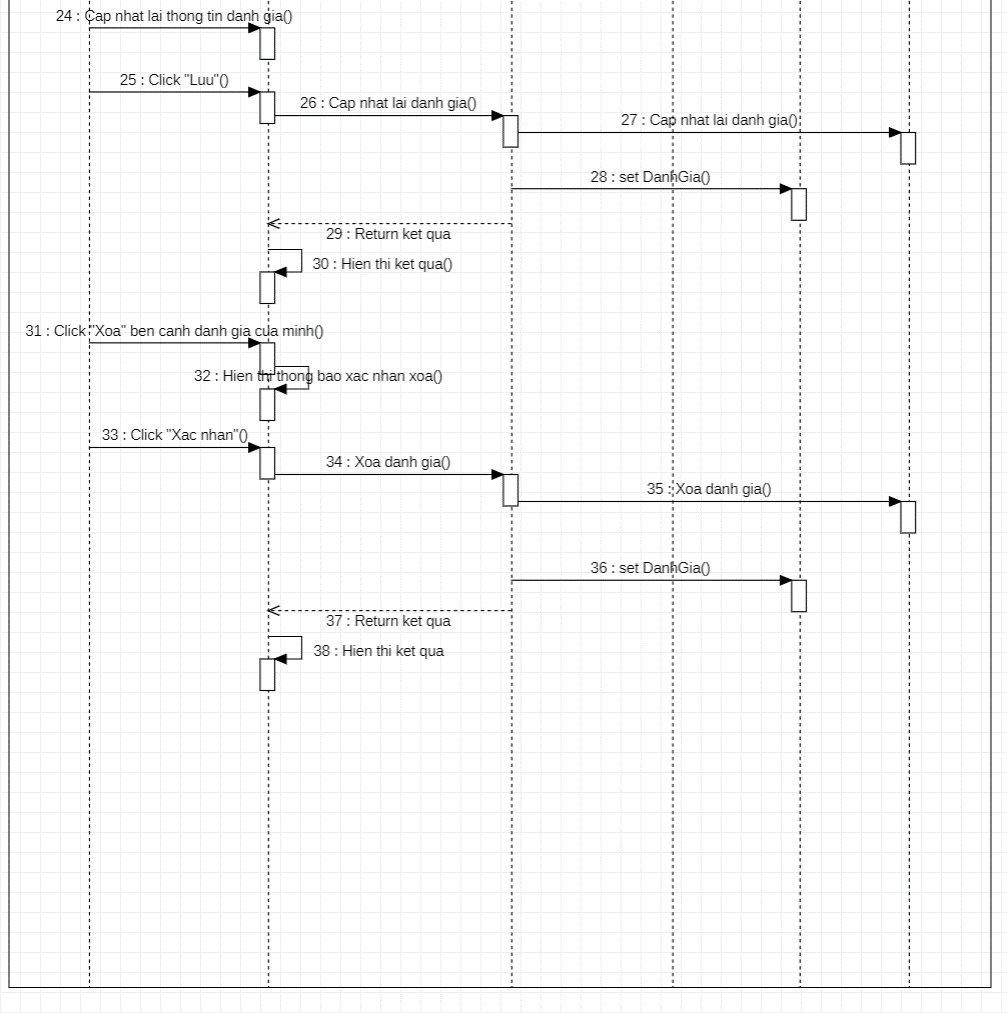 24 : Cap nhat lai thong tin danh gia()
25 : Click "Luu"()
26 : Cap nhat lai danh gia()
27 : Cap nhat lai danh gia()
28 : set DanhGia()
29 : Return ket qua
30 : Hien thi ket qua()
31 : Click "Xoa" ben canh danh gia cua minh()
32 : Hien thi thong bao xac nhan xoa()
33 : Click "Xac nhan"()
34 : Xoa danh gia()
35 : Xoa danh gia()
36 : set DanhGia()
37 : Return ket qua
38 : Hien thi ket qua